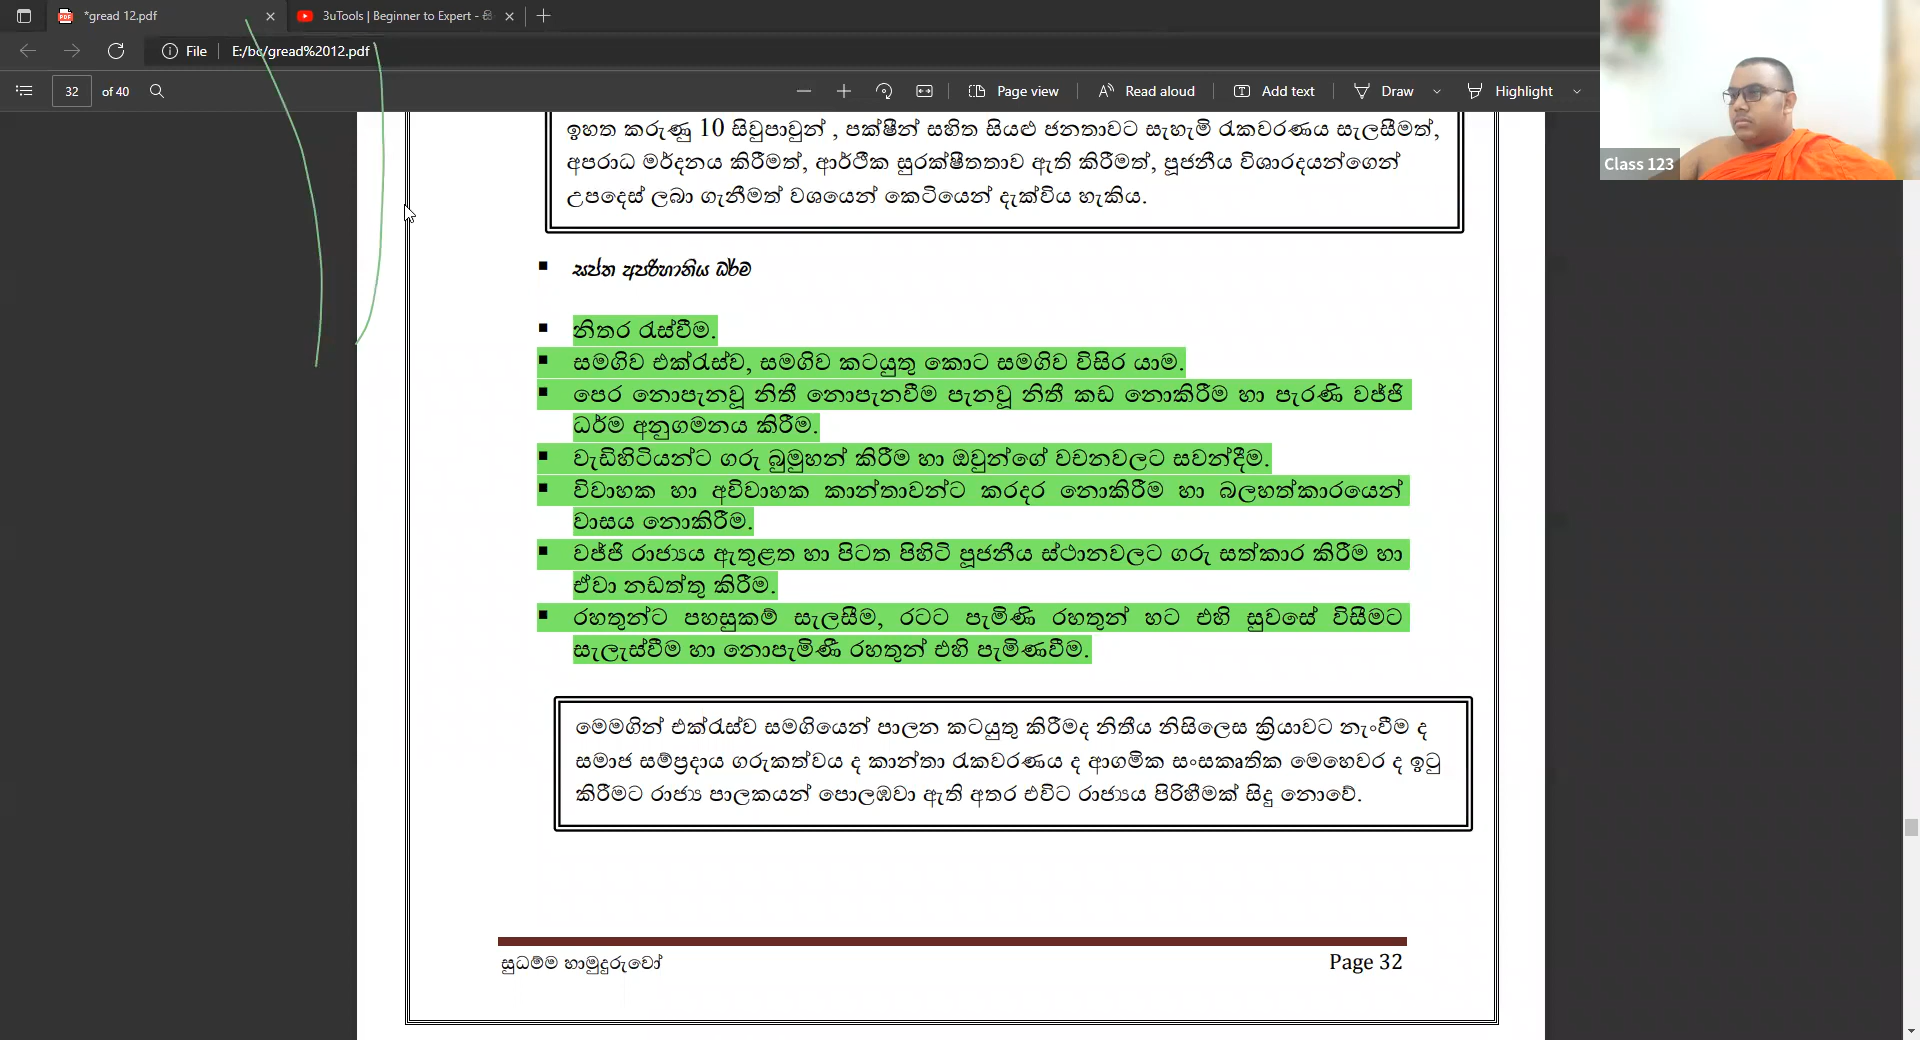 *gread 12.pdf
3uTools | Beginner to Expert - සි
File E:/bc/gread%2012.pdf
32 of 40 Page view Read aloud Add text Draw Highlight
Class 123
ඉහත කරුණු 10 සිවුපාවුන් , පක්ෂීන් සහිත සියළු ජනතාවට සැහැමි රැකවරණය සැලසීමත්,
අපරාධ මර්දනය කිරීමත්, ආර්ථීක සුරක්ෂීතතාව ඇති කිරීමත්, පූජනීය විශාරදයන්ගෙන්
උපදෙස් ලබා ගැනීමත් වශයෙන් කෙටියෙන් දැක්විය හැකිය.
▪ සප්ත අපරිහානිය ධර්ම
▪ නිතර රැස්වීම.
▪ සමගිව එක්රැස්ව, සමගිව කටයුතු කොට සමගිව විසිර යාම.
▪ පෙර නොපැනවූ නිතී නොපැනවීම පැනවූ නිතී කඩ නොකිරීම හා පැරණි වජ්ජි
ධර්ම අනුගමනය කිරීම.
▪ වැඩිහිටියන්ට ගරු බුමුහන් කිරීම හා ඔවුන්ගේ වචනවලට සවන්දීම.
▪ විවාහක හා අවිවාහක කාන්තාවන්ට කරදර නොකිරීම හා බලහත්කාරයෙන්
වාසය නොකිරීම.
▪ වජ්ජි රාජ්‍යය ඇතුළත හා පිටත පිහිටි පූජනීය ස්ථානවලට ගරු සත්කාර කිරීම හා
ඒවා නඩත්තු කිරීම.
▪ රහතුන්ට පහසුකම් සැලසීම, රටට පැමිණි රහතුන් හට එහි සුවසේ විසීමට
සැලැස්වීම හා නොපැමිණී රහතුන් එහි පැමිණවීම.
මෙමගින් එක්රැස්ව සමගියෙන් පාලන කටයුතු කිරීමද නිතීය නිසිලෙස ක්‍රියාවට නැංවීම ද
සමාජ සම්ප්‍රදාය ගරුකත්වය ද කාන්තා රැකවරණය ද ආගමික සංසකෘතික මෙහෙවර ද ඉටු
කිරීමට රාජ්‍ය පාලකයන් පොලඹවා ඇති අතර එවිට රාජ්‍යය පිරිහීමක් සිදු නොවේ.
සුධම්ම හාමුදුරුවෝ Page 32